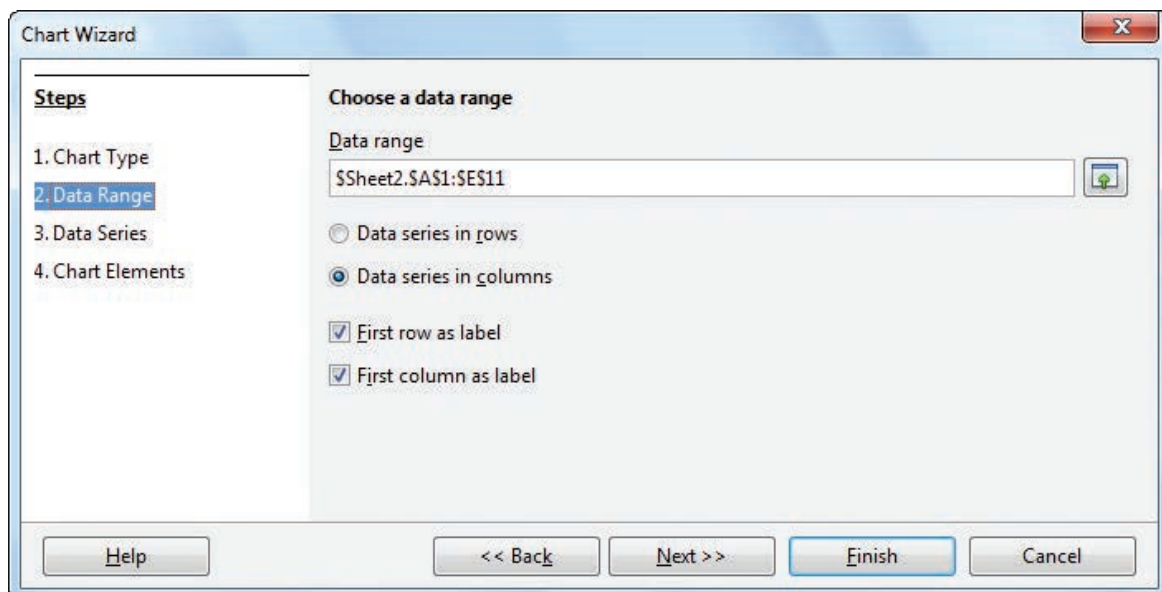 Chart Wizard
Steps
1. Chart Type
2. Data Range
3. Data Series
4. Chart Elements
Choose a data range
Data range
$Sheet2.$A$1:$E$11
Data series in rows
Data series in columns
First row as label
First column as label
Help
<< Back
Next >>
Finish
Cancel